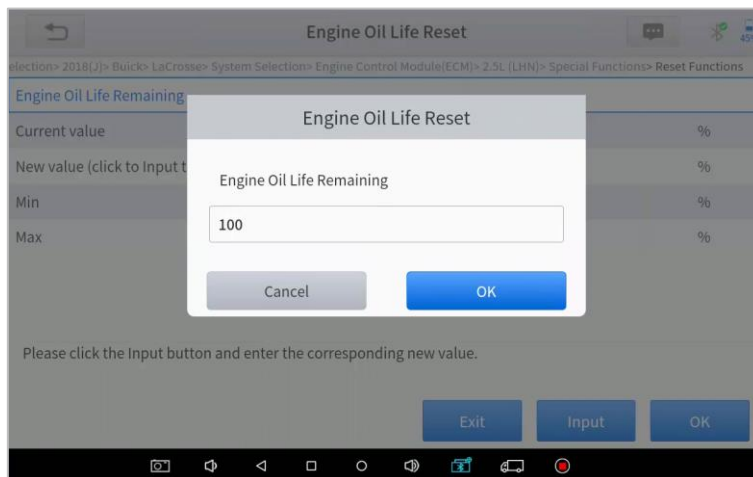 Engine Oil Life Reset
election> 2018(J)> Buick> LaCrosse> System Selection> Engine Control Module(ECM)> 2.5L (LHN)> Special Functions> Reset Functions
Engine Oil Life Remaining
Current value %
New value (click to Input t %
Min %
Max %
Engine Oil Life Reset
Engine Oil Life Remaining
100
Cancel OK
Please click the Input button and enter the corresponding new value.
Exit Input OK